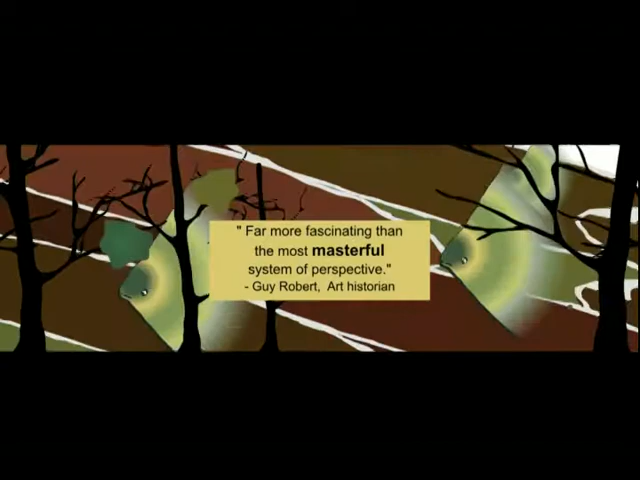 " Far more fascinating than
the most masterful
system of perspective."
- Guy Robert,  Art historian